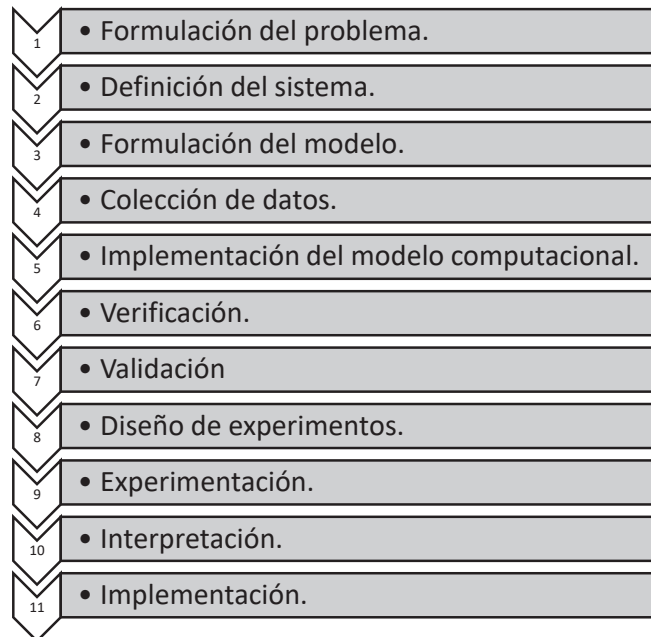 1 • Formulación del problema.
2 • Definición del sistema.
3 • Formulación del modelo.
4 • Colección de datos.
5 • Implementación del modelo computacional.
6 • Verificación.
7 • Validación
8 • Diseño de experimentos.
9 • Experimentación.
10 • Interpretación.
11 • Implementación.